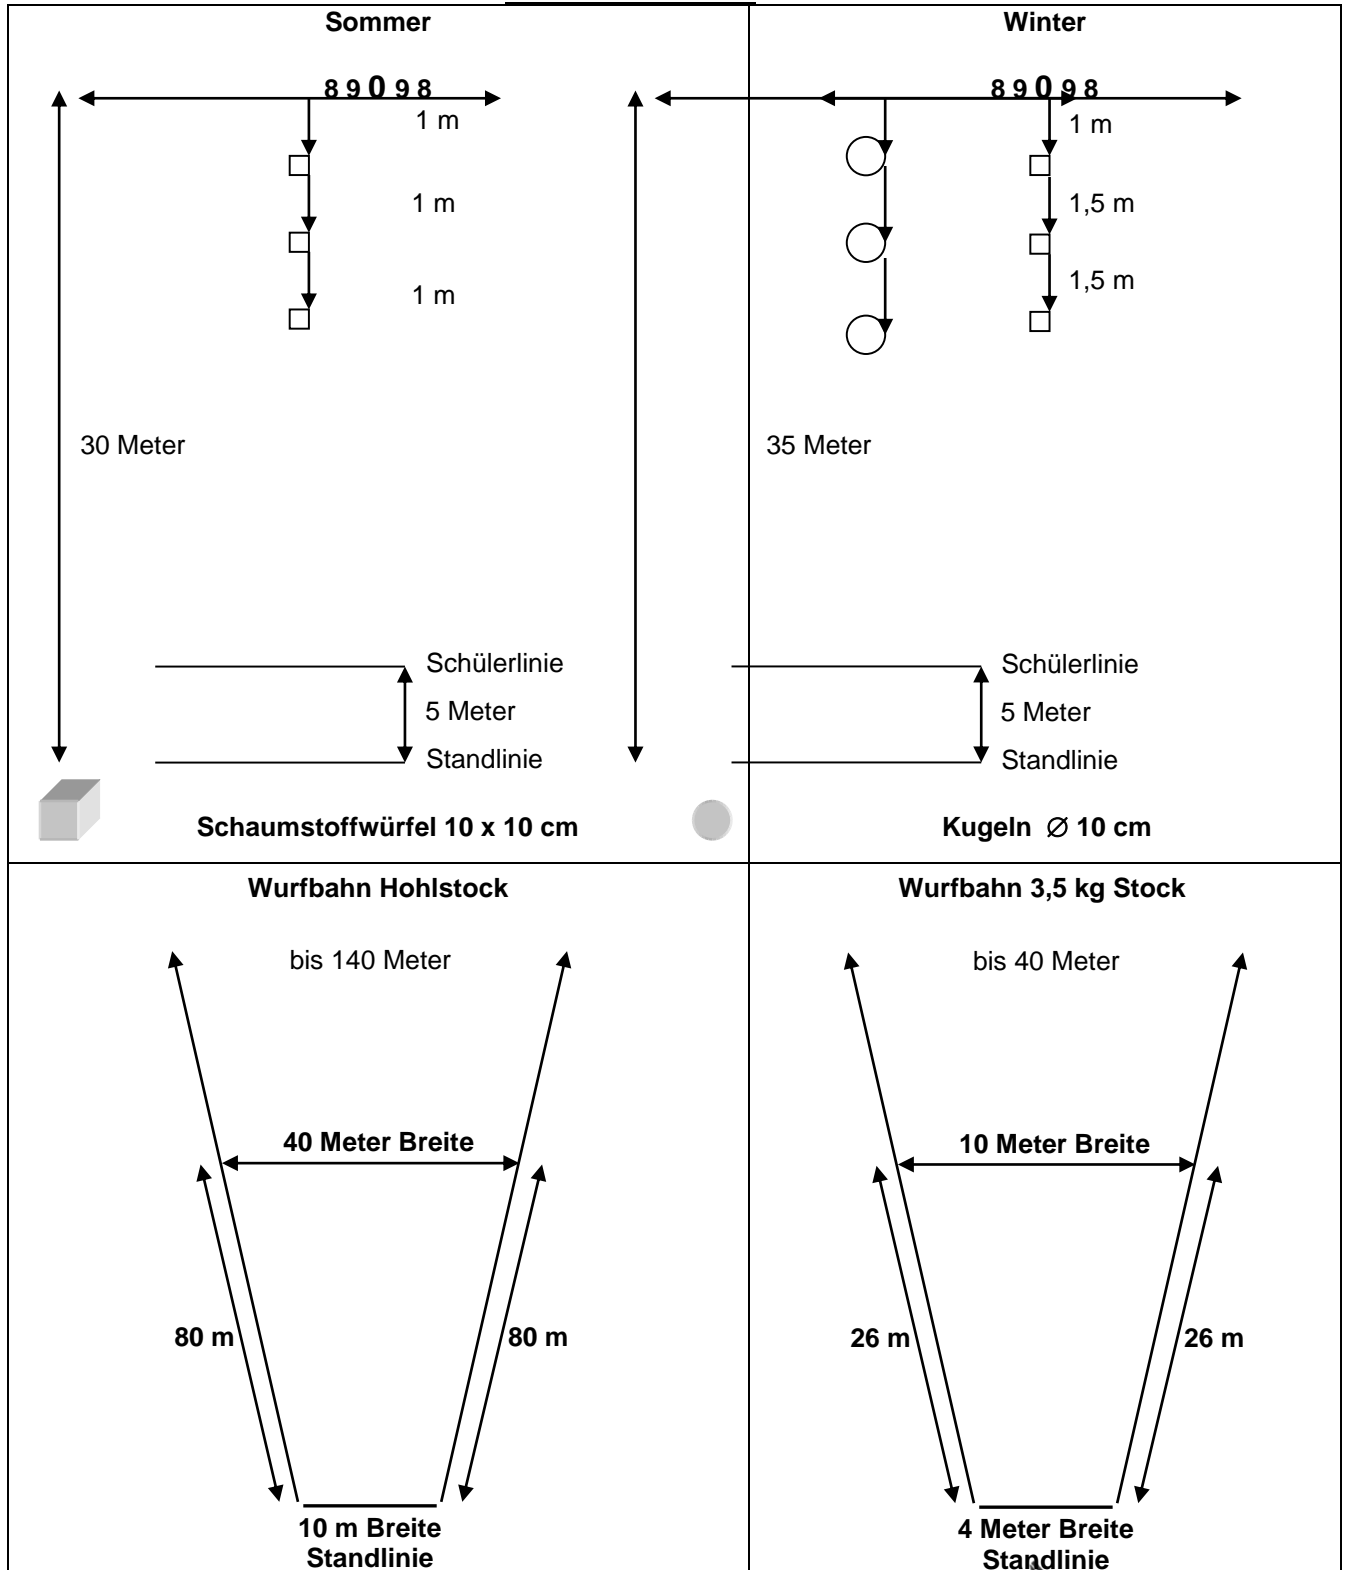 Sommer
8 9 0 9 8
1 m
1 m
1 m
30 Meter
Schülerlinie
5 Meter
Standlinie
Schaumstoffwürfel 10 x 10 cm
Winter
8 9 0 9 8
1 m
1,5 m
1,5 m
35 Meter
Schülerlinie
5 Meter
Standlinie
Kugeln ∅ 10 cm
Wurfbahn Hohlstock
bis 140 Meter
40 Meter Breite
80 m 80 m
10 m Breite
Standlinie
Wurfbahn 3,5 kg Stock
bis 40 Meter
10 Meter Breite
26 m 26 m
4 Meter Breite
Standlinie